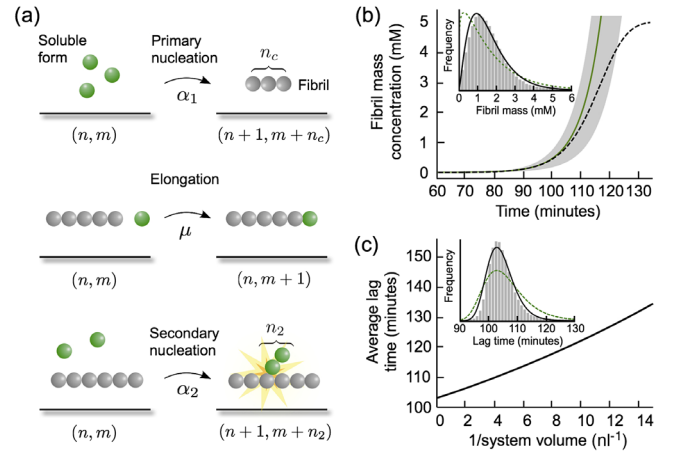 (a)
Soluble form
Primary nucleation
n_c
α₁
Fibril
(n, m)
(n + 1, m + n_c)
Elongation
μ
(n, m)
(n, m + 1)
Secondary nucleation
n₂
α₂
(n, m)
(n + 1, m + n₂)
(b)
Fibril mass concentration (mM)
5
4
3
2
1
0
60 70 80 90 100 110 120 130
Time (minutes)
Frequency
0 1 2 3 4 5 6
Fibril mass (mM)
(c)
Average lag time (minutes)
150
140
130
120
110
100
0 2 4 6 8 10 12 14
1/system volume (nl⁻¹)
Frequency
90 100 110 120 130
Lag time (minutes)